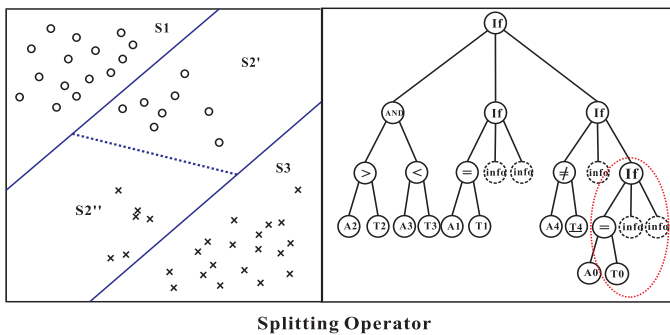 S1
S2'
S3
S2''
If
AND If If
> < = info info ≠ info If
A2 T2 A3 T3 A1 T1 A4 T4 = info info
A0 T0
Splitting Operator